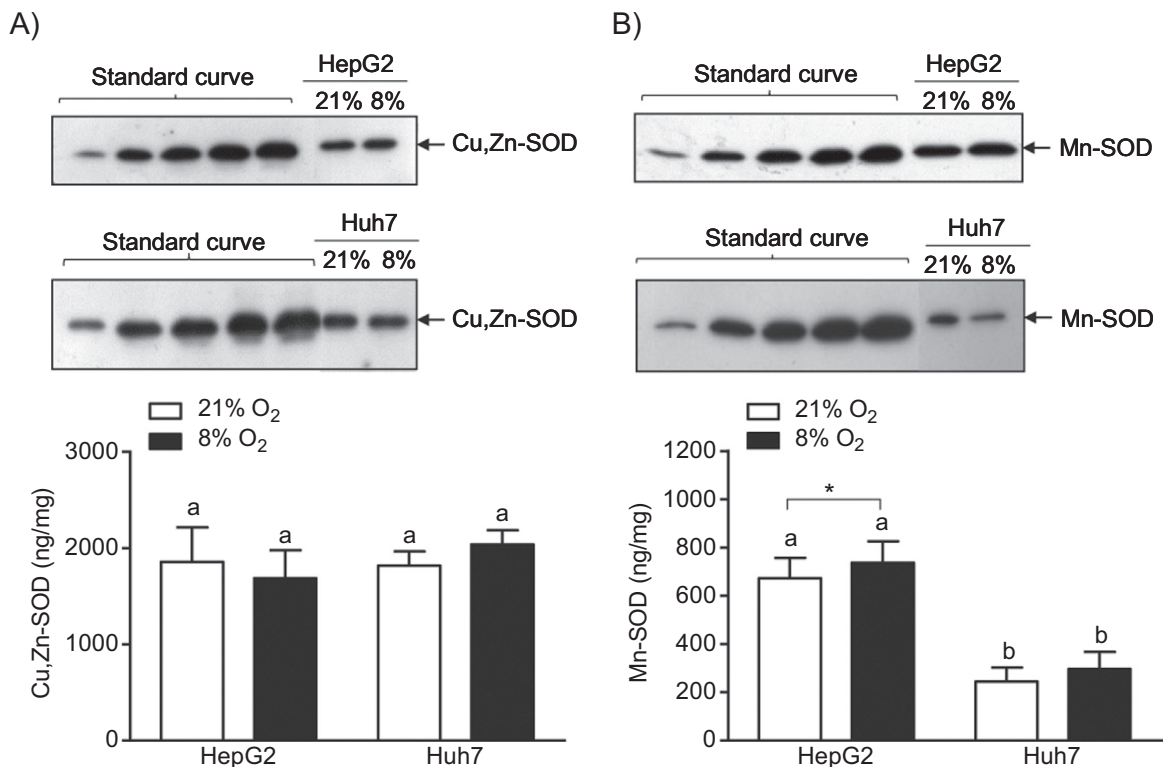 A)
Standard curve
HepG2
21% 8%
Cu,Zn-SOD
Standard curve
Huh7
21% 8%
Cu,Zn-SOD
21% O2
8% O2
Cu,Zn-SOD (ng/mg)
3000
2000
1000
0
a
a
a
a
HepG2
Huh7
B)
Standard curve
HepG2
21% 8%
Mn-SOD
Standard curve
Huh7
21% 8%
Mn-SOD
21% O2
8% O2
Mn-SOD (ng/mg)
1200
1000
800
600
400
200
0
*
a
a
b
b
HepG2
Huh7